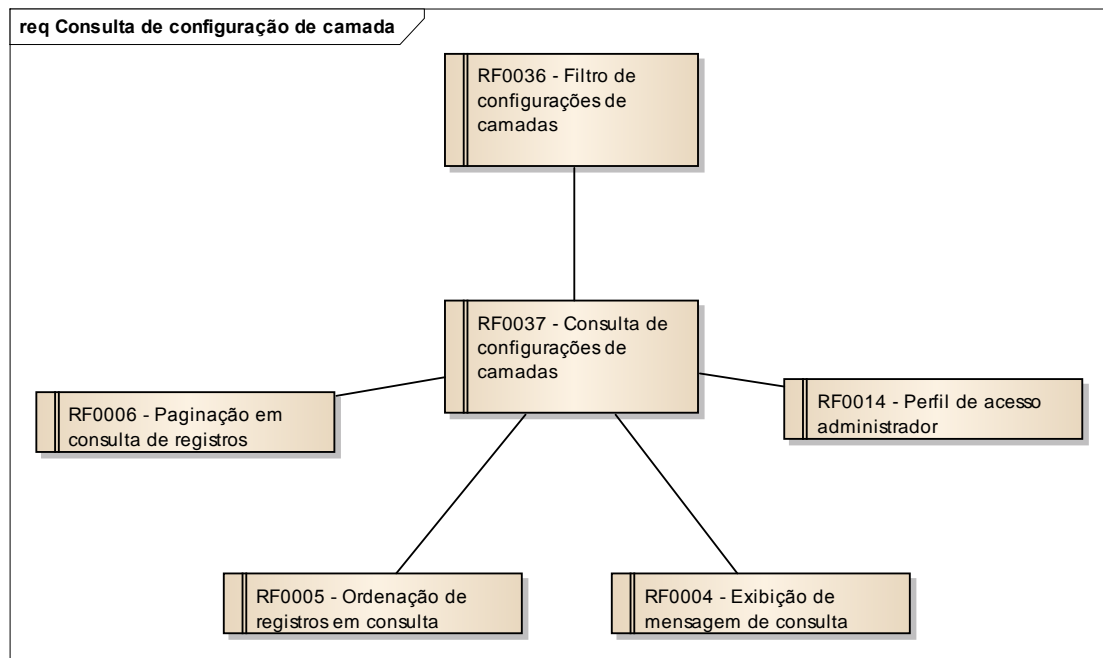 req Consulta de configuração de camada
RF0036 - Filtro de
configurações de
camadas
RF0037 - Consulta de
configurações de
camadas
RF0006 - Paginação em
consulta de registros
RF0014 - Perfil de acesso
administrador
RF0005 - Ordenação de
registros em consulta
RF0004 - Exibição de
mensagem de consulta